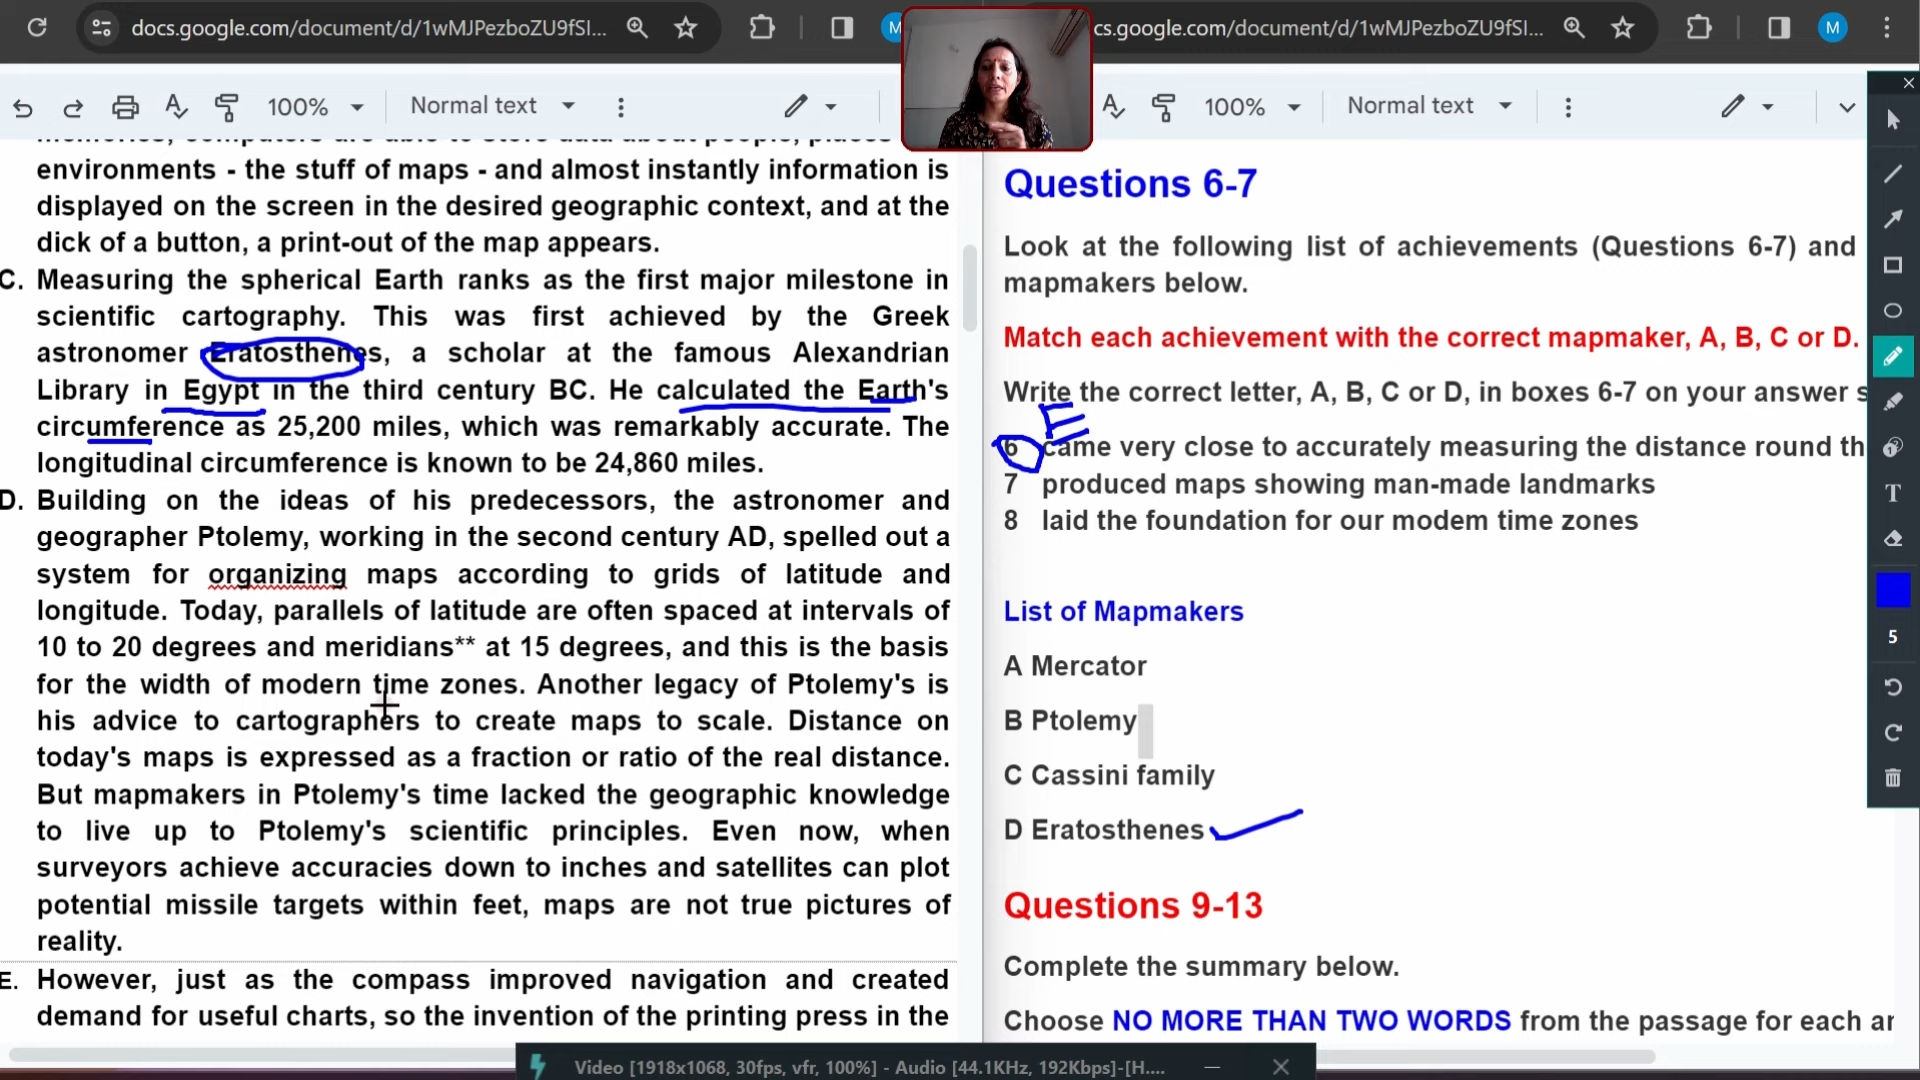 docs.google.com/document/d/1wMJPezboZU9fSI...
M
cs.google.com/document/d/1wMJPezboZU9fSI...
M
100%
Normal text
100%
Normal text
environments - the stuff of maps - and almost instantly information is
displayed on the screen in the desired geographic context, and at the
dick of a button, a print-out of the map appears.
C. Measuring the spherical Earth ranks as the first major milestone in
scientific cartography. This was first achieved by the Greek
astronomer Eratosthenes, a scholar at the famous Alexandrian
Library in Egypt in the third century BC. He calculated the Earth's
circumference as 25,200 miles, which was remarkably accurate. The
longitudinal circumference is known to be 24,860 miles.
D. Building on the ideas of his predecessors, the astronomer and
geographer Ptolemy, working in the second century AD, spelled out a
system for organizing maps according to grids of latitude and
longitude. Today, parallels of latitude are often spaced at intervals of
10 to 20 degrees and meridians** at 15 degrees, and this is the basis
for the width of modern time zones. Another legacy of Ptolemy's is
his advice to cartographers to create maps to scale. Distance on
today's maps is expressed as a fraction or ratio of the real distance.
But mapmakers in Ptolemy's time lacked the geographic knowledge
to live up to Ptolemy's scientific principles. Even now, when
surveyors achieve accuracies down to inches and satellites can plot
potential missile targets within feet, maps are not true pictures of
reality.
E. However, just as the compass improved navigation and created
demand for useful charts, so the invention of the printing press in the
Questions 6-7
Look at the following list of achievements (Questions 6-7) and
mapmakers below.
Match each achievement with the correct mapmaker, A, B, C or D.
Write the correct letter, A, B, C or D, in boxes 6-7 on your answer s
E
6 came very close to accurately measuring the distance round th
7 produced maps showing man-made landmarks
8 laid the foundation for our modem time zones
List of Mapmakers
A Mercator
B Ptolemy
C Cassini family
D Eratosthenes
Questions 9-13
Complete the summary below.
Choose NO MORE THAN TWO WORDS from the passage for each ar
T
5
Video [1918x1068, 30fps, vfr, 100%] - Audio [44.1KHz, 192Kbps]-[H....